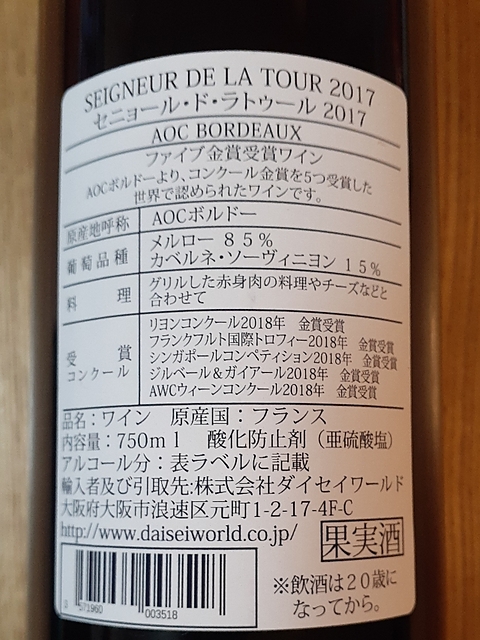 SEIGNEUR DE LA TOUR 2017
セニョール・ド・ラトゥール 2017
AOC BORDEAUX
ファイブ金賞受賞ワイン
AOCボルドーより、コンクール金賞を5つ受賞した
世界で認められたワインです。
原産地呼称 AOCボルドー
葡萄品種 メルロー 85%
カベルネ・ソーヴィニヨン 15%
料理 グリルした赤身肉の料理やチーズなどと
合わせて
受賞コンクール リヨンコンクール2018年 金賞受賞
フランクフルト国際トロフィー2018年 金賞受賞
シンガポールコンペティション2018年 金賞受賞
ジルベール&ガイアール2018年 金賞受賞
AWCウィーンコンクール2018年 金賞受賞
品名:ワイン 原産国:フランス
内容量:750ml 酸化防止剤(亜硫酸塩)
アルコール分:表ラベルに記載
輸入者及び引取先:株式会社ダイセイワールド
大阪府大阪市浪速区元町1-2-17-4F-C
http://www.daiseiworld.co.jp/
果実酒
※飲酒は20歳に
なってから。
571960 003518